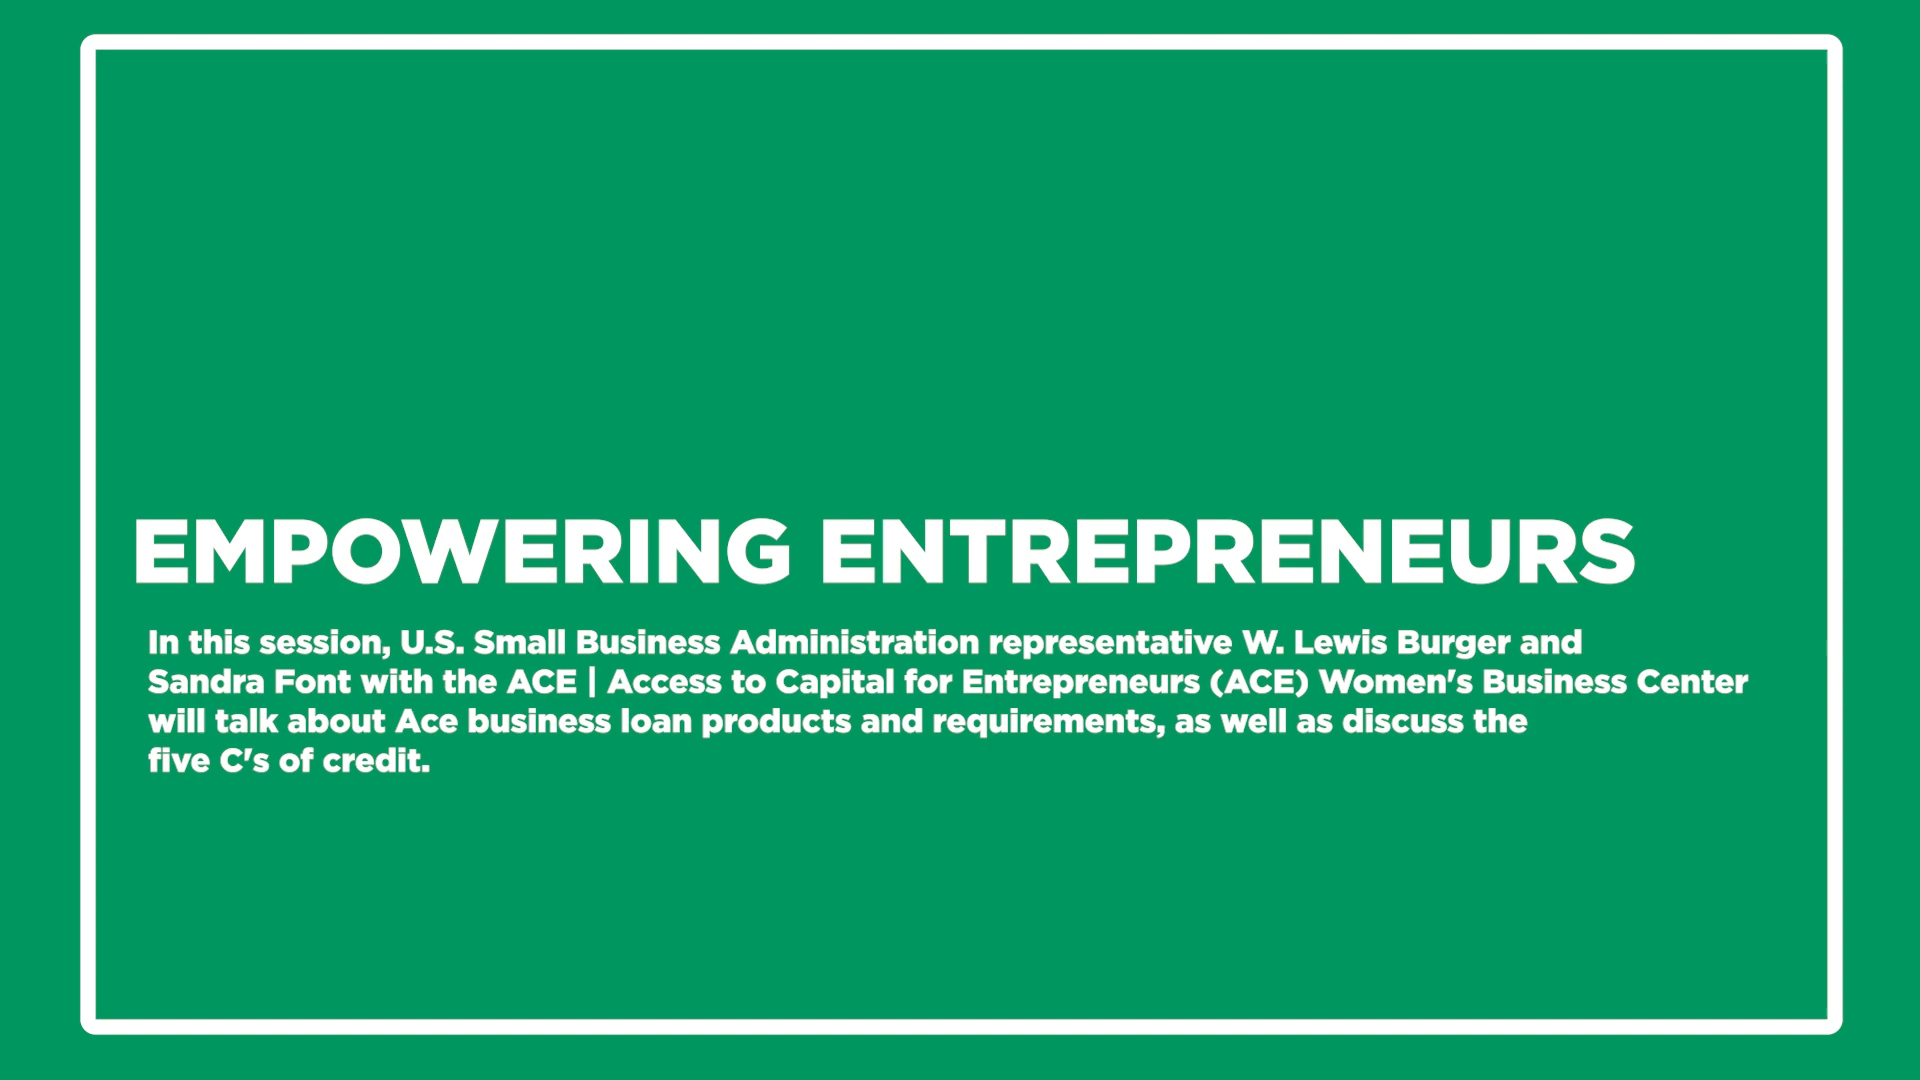 EMPOWERING ENTREPRENEURS
In this session, U.S. Small Business Administration representative W. Lewis Burger and
Sandra Font with the ACE | Access to Capital for Entrepreneurs (ACE) Women's Business Center
will talk about Ace business loan products and requirements, as well as discuss the
five C's of credit.